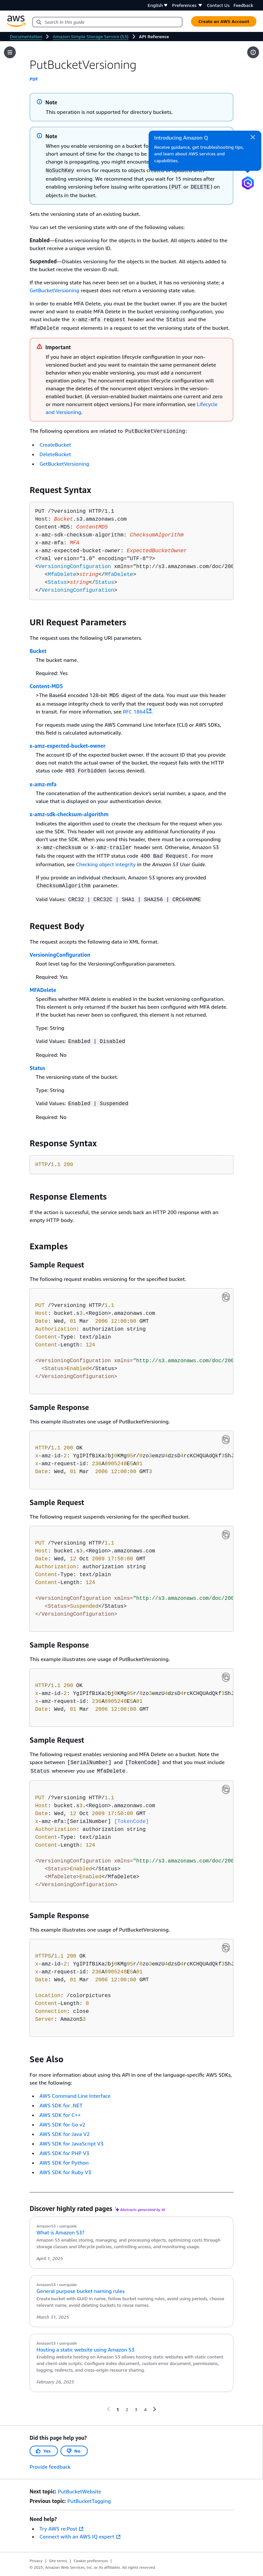 English
Preferences
Contact Us
Feedback
aws
Search in this guide
Create an AWS Account
Documentation
Amazon Simple Storage Service (S3)
API Reference
PutBucketVersioning
PDF
Note
This operation is not supported for directory buckets.
Note
When you enable versioning on a bucket for
short time for the
change is propagating, you might encounter
NoSuchKey errors for requests to objects created or updated after
enabling versioning. We recommend that you wait for 15 minutes after
enabling versioning before issuing write operations (PUT or DELETE) on
objects in the bucket.
Introducing Amazon Q
Receive guidance, get troubleshooting tips,
and learn about AWS services and
capabilities.
Sets the versioning state of an existing bucket.
You can set the versioning state with one of the following values:
Enabled—Enables versioning for the objects in the bucket. All objects added to the
bucket receive a unique version ID.
Suspended—Disables versioning for the objects in the bucket. All objects added to
the bucket receive the version ID null.
If the versioning state has never been set on a bucket, it has no versioning state; a
GetBucketVersioning request does not return a versioning state value.
In order to enable MFA Delete, you must be the bucket owner. If you are the bucket
owner and want to enable MFA Delete in the bucket versioning configuration, you
must include the x-amz-mfa request header and the Status and the
MfaDelete request elements in a request to set the versioning state of the bucket.
Important
If you have an object expiration lifecycle configuration in your non-
versioned bucket and you want to maintain the same permanent delete
behavior when you enable versioning, you must add a noncurrent
expiration policy. The noncurrent expiration lifecycle configuration will
manage the deletes of the noncurrent object versions in the version-
enabled bucket. (A version-enabled bucket maintains one current and zero
or more noncurrent object versions.) For more information, see Lifecycle
and Versioning.
The following operations are related to PutBucketVersioning:
CreateBucket
DeleteBucket
GetBucketVersioning
Request Syntax
PUT /?versioning HTTP/1.1
Host: Bucket.s3.amazonaws.com
Content-MD5: ContentMD5
x-amz-sdk-checksum-algorithm: ChecksumAlgorithm
x-amz-mfa: MFA
x-amz-expected-bucket-owner: ExpectedBucketOwner
<?xml version="1.0" encoding="UTF-8"?>
<VersioningConfiguration xmlns="http://s3.amazonaws.com/doc/200
<MfaDelete>string</MfaDelete>
<Status>string</Status>
</VersioningConfiguration>
URI Request Parameters
The request uses the following URI parameters.
Bucket
The bucket name.
Required: Yes
Content-MD5
>The Base64 encoded 128-bit MD5 digest of the data. You must use this header
as a message integrity check to verify that the request body was not corrupted
in transit. For more information, see RFC 1864.
For requests made using the AWS Command Line Interface (CLI) or AWS SDKs,
this field is calculated automatically.
x-amz-expected-bucket-owner
The account ID of the expected bucket owner. If the account ID that you provide
does not match the actual owner of the bucket, the request fails with the HTTP
status code 403 Forbidden (access denied).
x-amz-mfa
The concatenation of the authentication device's serial number, a space, and the
value that is displayed on your authentication device.
x-amz-sdk-checksum-algorithm
Indicates the algorithm used to create the checksum for the request when you
use the SDK. This header will not provide any additional functionality if you
don't use the SDK. When you send this header, there must be a corresponding
x-amz-checksum or x-amz-trailer header sent. Otherwise, Amazon S3
fails the request with the HTTP status code 400 Bad Request. For more
information, see Checking object integrity in the Amazon S3 User Guide.
If you provide an individual checksum, Amazon S3 ignores any provided
ChecksumAlgorithm parameter.
Valid Values: CRC32 | CRC32C | SHA1 | SHA256 | CRC64NVME
Request Body
The request accepts the following data in XML format.
VersioningConfiguration
Root level tag for the VersioningConfiguration parameters.
Required: Yes
MFADelete
Specifies whether MFA delete is enabled in the bucket versioning configuration.
This element is only returned if the bucket has been configured with MFA delete.
If the bucket has never been so configured, this element is not returned.
Type: String
Valid Values: Enabled | Disabled
Required: No
Status
The versioning state of the bucket.
Type: String
Valid Values: Enabled | Suspended
Required: No
Response Syntax
HTTP/1.1 200
Response Elements
If the action is successful, the service sends back an HTTP 200 response with an
empty HTTP body.
Examples
Sample Request
The following request enables versioning for the specified bucket.
PUT /?versioning HTTP/1.1
Host: bucket.s3.<Region>.amazonaws.com
Date: Wed, 01 Mar  2006 12:00:00 GMT
Authorization: authorization string
Content-Type: text/plain
Content-Length: 124
<VersioningConfiguration xmlns="http://s3.amazonaws.com/doc/200
<Status>Enabled</Status>
</VersioningConfiguration>
Sample Response
This example illustrates one usage of PutBucketVersioning.
HTTP/1.1 200 OK
x-amz-id-2: YgIPIfBiKa2bj0KMg95r/0zo3emzU4dzsD4rcKCHQUAdQkf3ShJ
x-amz-request-id: 236A8905248E5A01
Date: Wed, 01 Mar  2006 12:00:00 GMT
Sample Request
The following request suspends versioning for the specified bucket.
PUT /?versioning HTTP/1.1
Host: bucket.s3.<Region>.amazonaws.com
Date: Wed, 12 Oct 2009 17:50:00 GMT
Authorization: authorization string
Content-Type: text/plain
Content-Length: 124
<VersioningConfiguration xmlns="http://s3.amazonaws.com/doc/200
<Status>Suspended</Status>
</VersioningConfiguration>
Sample Response
This example illustrates one usage of PutBucketVersioning.
HTTP/1.1 200 OK
x-amz-id-2: YgIPIfBiKa2bj0KMg95r/0zo3emzU4dzsD4rcKCHQUAdQkf3ShJ
x-amz-request-id: 236A8905248E5A01
Date: Wed, 01 Mar  2006 12:00:00 GMT
Sample Request
The following request enables versioning and MFA Delete on a bucket. Note the
space between [SerialNumber] and [TokenCode] and that you must include
Status whenever you use MfaDelete.
PUT /?versioning HTTP/1.1
Host: bucket.s3.<Region>.amazonaws.com
Date: Wed, 12 Oct 2009 17:50:00 GMT
x-amz-mfa:[SerialNumber] [TokenCode]
Authorization: authorization string
Content-Type: text/plain
Content-Length: 124
<VersioningConfiguration xmlns="http://s3.amazonaws.com/doc/200
<Status>Enabled</Status>
<MfaDelete>Enabled</MfaDelete>
</VersioningConfiguration>
Sample Response
This example illustrates one usage of PutBucketVersioning.
HTTPS/1.1 200 OK
x-amz-id-2: YgIPIfBiKa2bj0KMg95r/0zo3emzU4dzsD4rcKCHQUAdQkf3ShJ
x-amz-request-id: 236A8905248E5A01
Date: Wed, 01 Mar  2006 12:00:00 GMT
Location: /colorpictures
Content-Length: 0
Connection: close
Server: AmazonS3
See Also
For more information about using this API in one of the language-specific AWS SDKs,
see the following:
AWS Command Line Interface
AWS SDK for .NET
AWS SDK for C++
AWS SDK for Go v2
AWS SDK for Java V2
AWS SDK for JavaScript V3
AWS SDK for PHP V3
AWS SDK for Python
AWS SDK for Ruby V3
Discover highly rated pages
Abstracts generated by AI
AmazonS3 › userguide
What is Amazon S3?
Amazon S3 enables storing, managing, and processing objects, optimizing costs through
storage classes and lifecycle policies, controlling access, and ensuring
April 1, 2025
AmazonS3 › userguide
General purpose bucket naming rules
Create bucket with GUID in name, follow bucket naming rules, avoid using periods, choose
relevant name, avoid deleting buckets to reuse names.
March 31, 2025
AmazonS3 › userguide
Hosting a static website using Amazon S3
Enabling website hosting on Amazon S3 allows hosting static websites with static content
and client side scripts. Configure index document, custom error document, permissions,
logging, redirects, and cross-origin resource sharing.
February 28, 2025
1 2 3 4
Did this page help you?
Yes
No
Provide feedback
Next topic: PutBucketWebsite
Previous topic: PutBucketTagging
Need help?
Try AWS re:Post
Connect with an AWS IQ expert
Privacy | Site terms | Cookie preferences |
© 2025, Amazon Web Services, Inc. or its affiliates. All rights reserved.